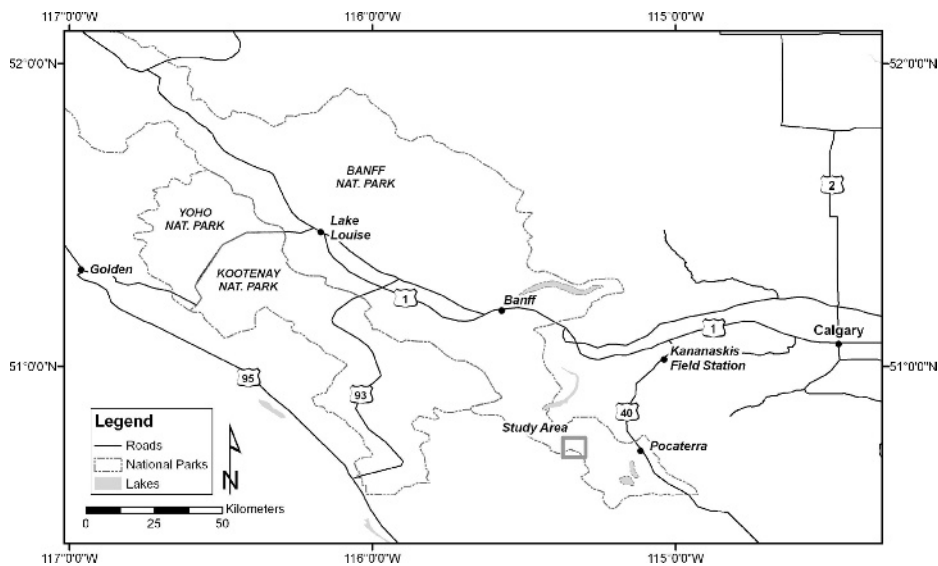 117°0'0"W
116°0'0"W
115°0'0"W
52°0'0"N
52°0'0"N
BANFF
NAT. PARK
2
YOHO
NAT. PARK
Lake
Louise
Golden
KOOTENAY
NAT. PARK
1
Banff
1
Calgary
Kananaskis
Field Station
51°0'0"N
51°0'0"N
95
93
40
Study Area
Pocaterra
Legend
Roads
National Parks
Lakes
N
Kilometers
0
25
50
117°0'0"W
116°0'0"W
115°0'0"W